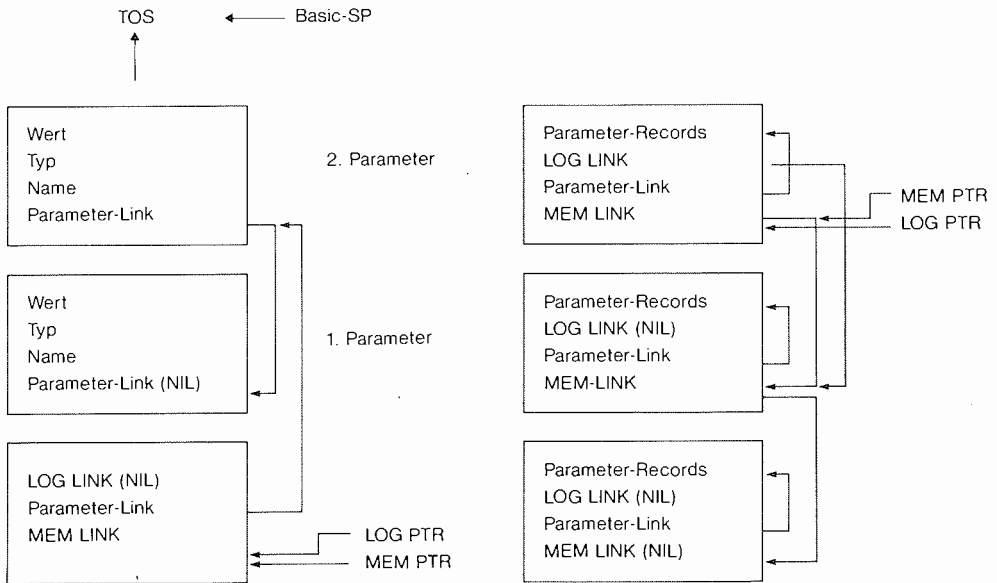 TOS
Basic-SP
Wert
Typ
Name
Parameter-Link
2. Parameter
Wert
Typ
Name
Parameter-Link (NIL)
1. Parameter
LOG LINK (NIL)
Parameter-Link
MEM LINK
LOG PTR
MEM PTR
Parameter-Records
LOG LINK
Parameter-Link
MEM LINK
MEM PTR
LOG PTR
Parameter-Records
LOG LINK (NIL)
Parameter-Link
MEM-LINK
Parameter-Records
LOG LINK (NIL)
Parameter-Link
MEM LINK (NIL)